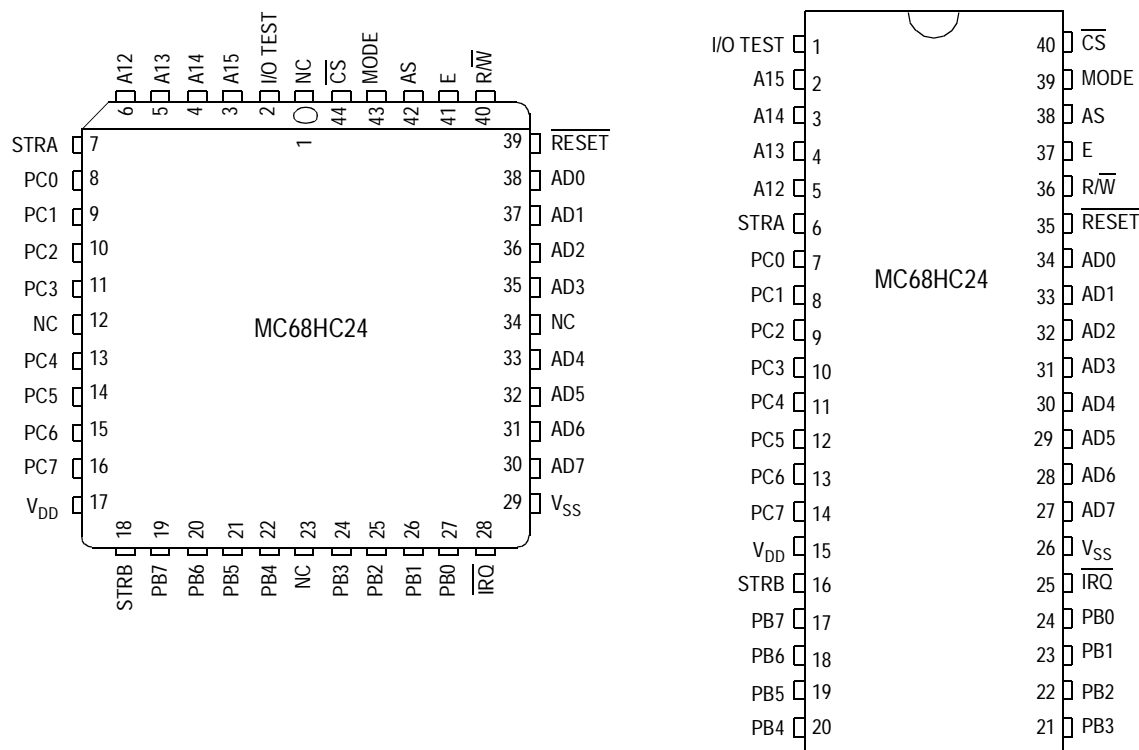 A12 A13 A14 A15 I/O TEST NC C̅S̅ MODE AS E R/W̅
6 5 4 3 2 1 44 43 42 41 40
STRA 7 39 R̅E̅S̅E̅T̅
PC0 8 38 AD0
PC1 9 37 AD1
PC2 10 36 AD2
PC3 11 35 AD3
NC 12 34 NC
MC68HC24
PC4 13 33 AD4
PC5 14 32 AD5
PC6 15 31 AD6
PC7 16 30 AD7
VDD 17 29 VSS
18 19 20 21 22 23 24 25 26 27 28
STRB PB7 PB6 PB5 PB4 NC PB3 PB2 PB1 PB0 I̅R̅Q̅
I/O TEST 1 40 C̅S̅
A15 2 39 MODE
A14 3 38 AS
A13 4 37 E
A12 5 36 R/W̅
STRA 6 35 R̅E̅S̅E̅T̅
PC0 7 34 AD0
MC68HC24
PC1 8 33 AD1
PC2 9 32 AD2
PC3 10 31 AD3
PC4 11 30 AD4
PC5 12 29 AD5
PC6 13 28 AD6
PC7 14 27 AD7
VDD 15 26 VSS
STRB 16 25 I̅R̅Q̅
PB7 17 24 PB0
PB6 18 23 PB1
PB5 19 22 PB2
PB4 20 21 PB3